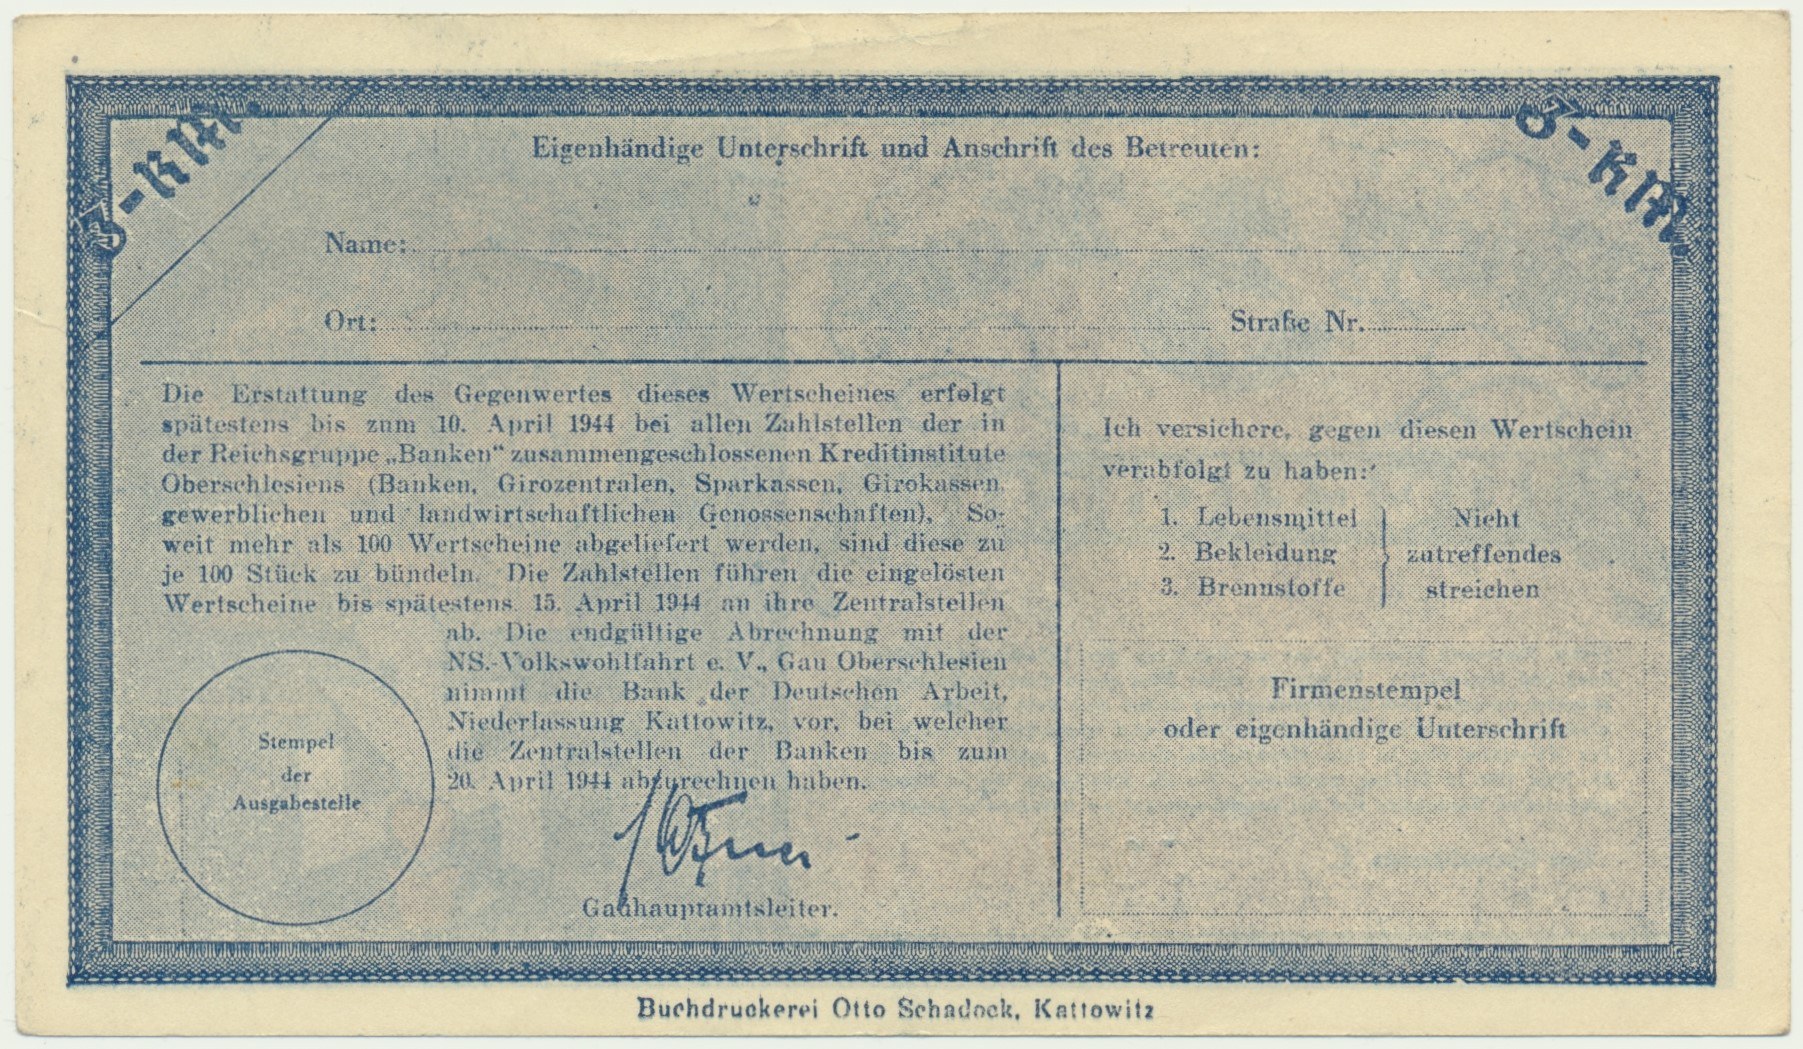 3-RM.
3-RM.
Eigenhändige Unterschrift und Anschrift des Betreuten:
Name:
Ort: Straße Nr.
Die Erstattung des Gegenwertes dieses Wertscheines erfolgt
spätestens bis zum 10. April 1944 bei allen Zahlstellen der in
der Reichsgruppe „Banken“ zusammengeschlossenen Kreditinstitute
Oberschlesiens (Banken, Girozentralen, Sparkassen, Girokassen,
gewerblichen und landwirtschaftlichen Genossenschaften). So-
weit mehr als 100 Wertscheine abgeliefert werden, sind diese zu
je 100 Stück zu bündeln. Die Zahlstellen führen die eingelösten
Wertscheine bis spätestens 15. April 1944 an ihre Zentralstellen
ab. Die endgültige Abrechnung mit der
NS.-Volkswohlfahrt e. V., Gau Oberschlesien
nimmt die Bank der Deutschen Arbeit,
Niederlassung Kattowitz, vor, bei welcher
die Zentralstellen der Banken bis zum
20. April 1944 abzurechnen haben.
Gauhauptamtsleiter.
Stempel
der
Ausgabestelle
Ich versichere, gegen diesen Wertschein
verabfolgt zu haben:
1. Lebensmittel Nicht
2. Bekleidung zutreffendes
3. Brennstoffe streichen
Firmenstempel
oder eigenhändige Unterschrift
Buchdruckerei Otto Schadock, Kattowitz